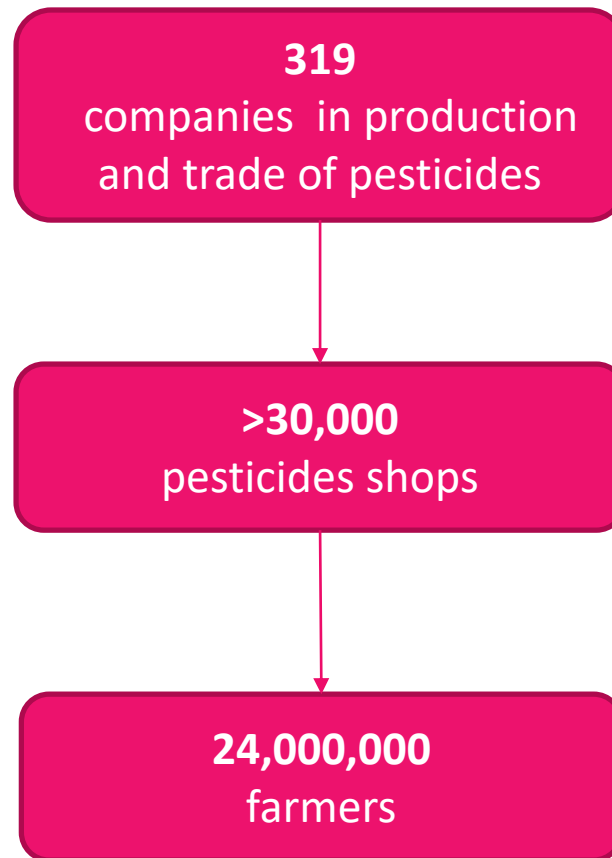 319
companies in production
and trade of pesticides
>30,000
pesticides shops
24,000,000
farmers